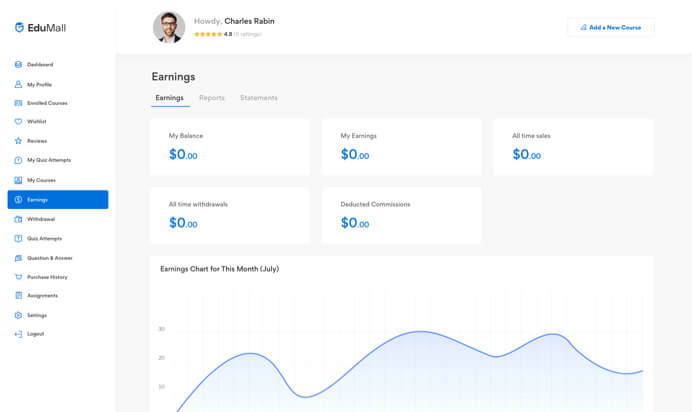 EduMall
Dashboard
My Profile
Enrolled Courses
Wishlist
Reviews
My Quiz Attempts
My Courses
Earnings
Withdrawal
Quiz Attempts
Question & Answer
Purchase History
Assignments
Settings
Logout
Howdy, Charles Rabin
4.8 (5 ratings)
Add a New Course
Earnings
Earnings Reports Statements
My Balance
$0.00
My Earnings
$0.00
All time sales
$0.00
All time withdrawals
$0.00
Deducted Commissions
$0.00
Earnings Chart for This Month (July)
30
20
10